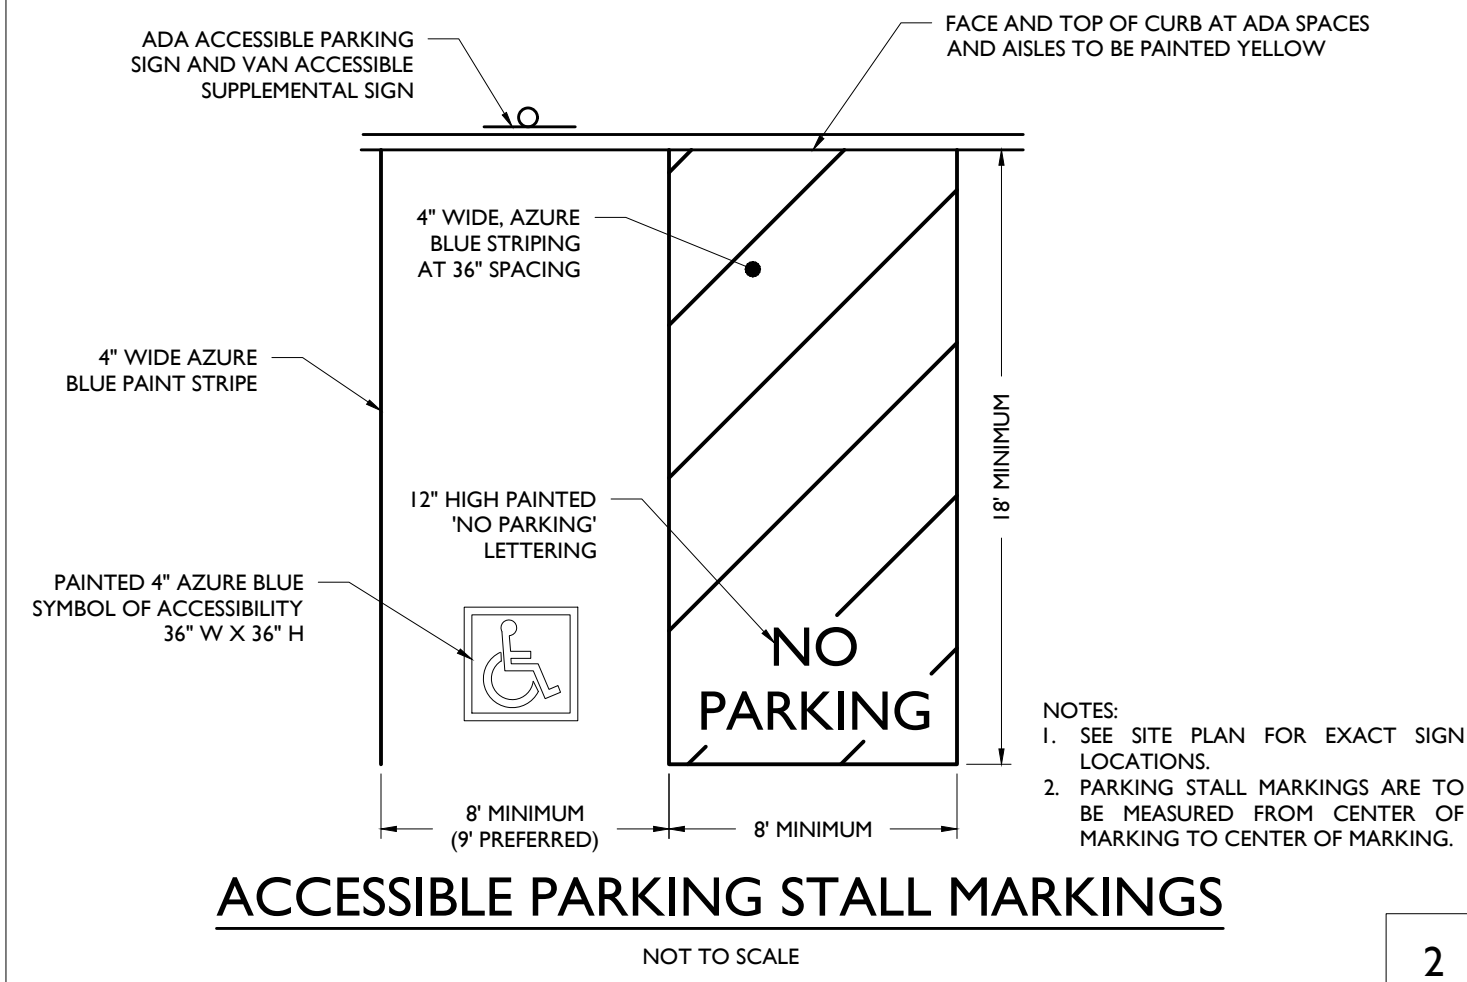 ADA ACCESSIBLE PARKING
SIGN AND VAN ACCESSIBLE
SUPPLEMENTAL SIGN
FACE AND TOP OF CURB AT ADA SPACES
AND AISLES TO BE PAINTED YELLOW
4" WIDE, AZURE
BLUE STRIPING
AT 36" SPACING
4" WIDE AZURE
BLUE PAINT STRIPE
18' MINIMUM
12" HIGH PAINTED
'NO PARKING'
LETTERING
PAINTED 4" AZURE BLUE
SYMBOL OF ACCESSIBILITY
36" W X 36" H
NO
PARKING
NOTES:
1. SEE SITE PLAN FOR EXACT SIGN
LOCATIONS.
2. PARKING STALL MARKINGS ARE TO
BE MEASURED FROM CENTER OF
MARKING TO CENTER OF MARKING.
8' MINIMUM
(9' PREFERRED)
8' MINIMUM
ACCESSIBLE PARKING STALL MARKINGS
NOT TO SCALE
2